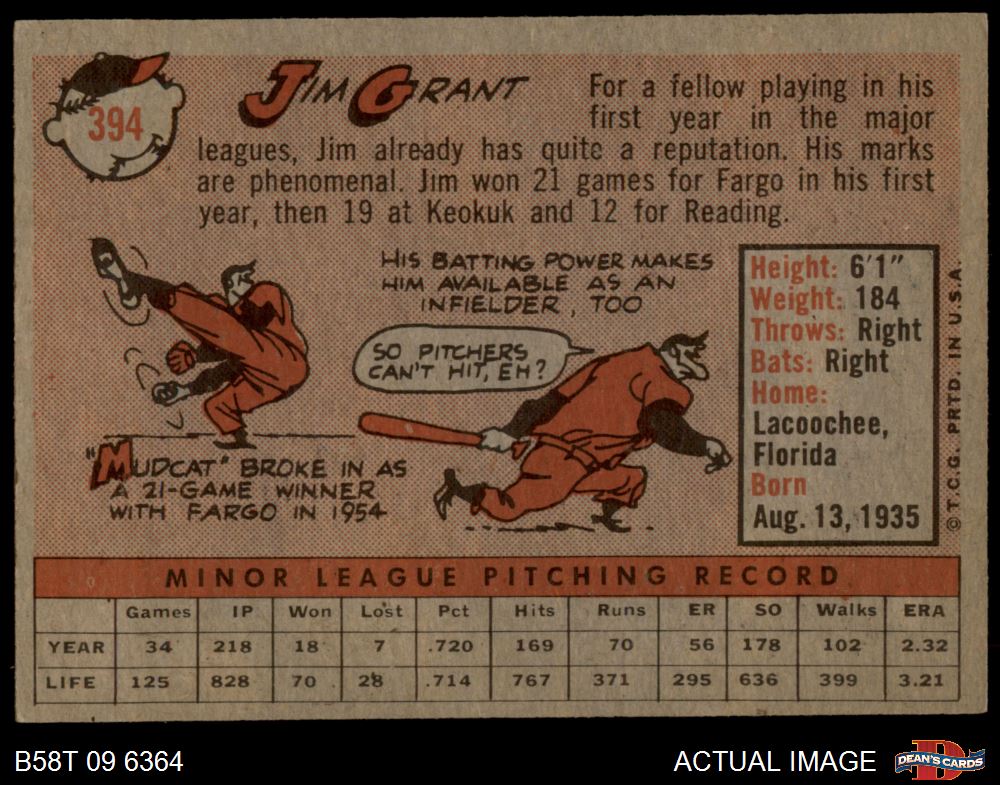 394
JIM GRANT
For a fellow playing in his
first year in the major
leagues, Jim already has quite a reputation. His marks
are phenomenal. Jim won 21 games for Fargo in his first
year, then 19 at Keokuk and 12 for Reading.
HIS BATTING POWER MAKES
HIM AVAILABLE AS AN
INFIELDER, TOO
SO PITCHERS
CAN'T HIT, EH?
"MUDCAT" BROKE IN AS
A 21-GAME WINNER
WITH FARGO IN 1954
Height: 6'1"
Weight: 184
Throws: Right
Bats: Right
Home:
Lacoochee,
Florida
Born
Aug. 13, 1935
© T.C.G. PRTD. IN U.S.A.
MINOR LEAGUE PITCHING RECORD
Games IP Won Lost Pct Hits Runs ER SO Walks ERA
YEAR 34 218 18 7 .720 169 70 56 178 102 2.32
LIFE 125 828 70 28 .714 767 371 295 636 399 3.21
B58T 09 6364
ACTUAL IMAGE
DEAN'S CARDS